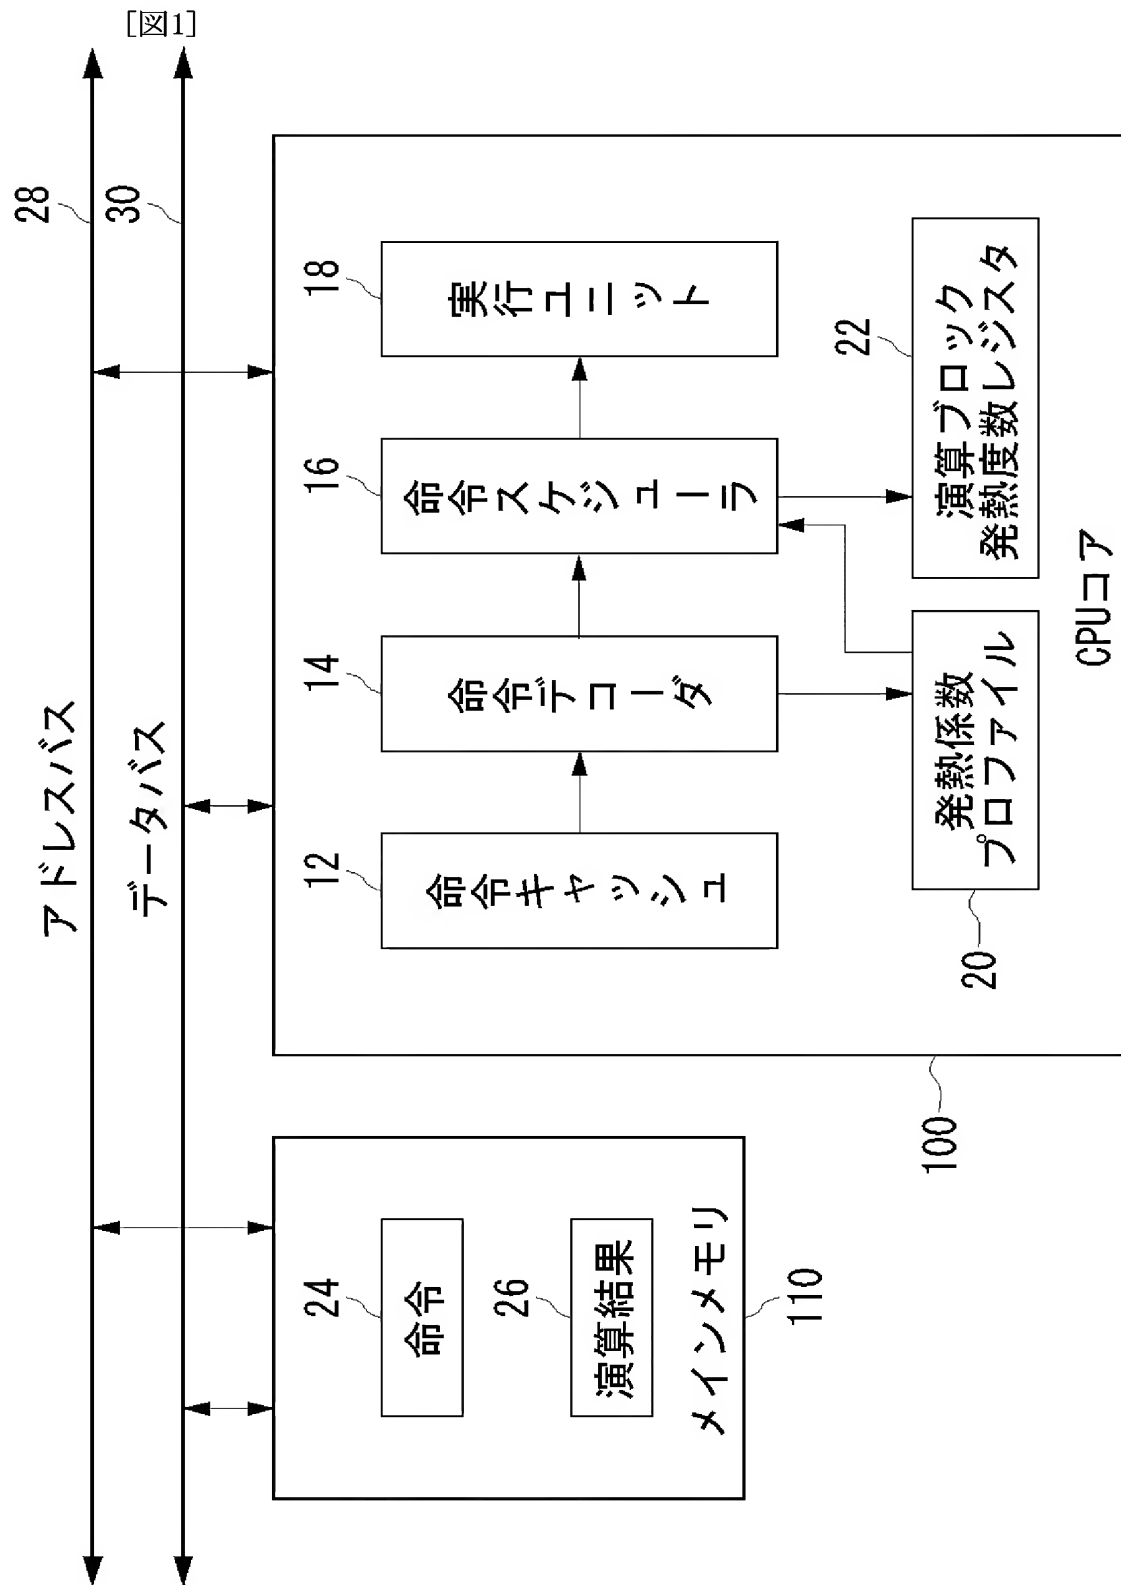 [図1]
アドレスバス
28
データバス
30
24
命令
26
演算結果
メインメモリ
110
12
命令キャッシュ
14
命令デコーダ
16
命令スケジューラ
18
実行ユニット
20
発熱係数
プロファイル
22
演算ブロック
発熱度数レジスタ
CPUコア
100